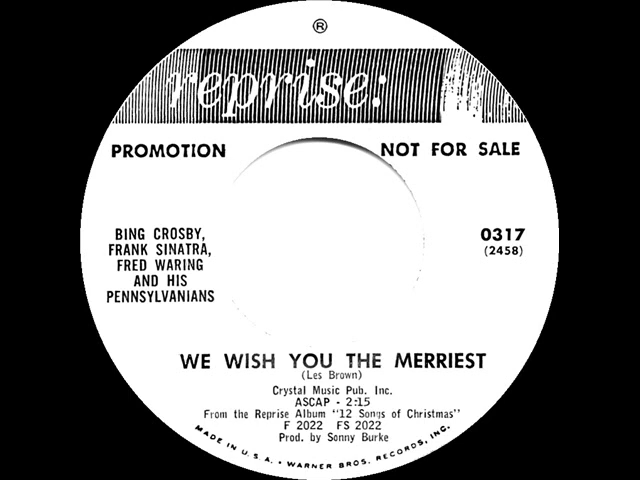 ®
reprise:
PROMOTION
NOT FOR SALE
BING CROSBY,
FRANK SINATRA,
FRED WARING
AND HIS
PENNSYLVANIANS
0317
(2458)
WE WISH YOU THE MERRIEST
(Les Brown)
Crystal Music Pub. Inc.
ASCAP - 2:15
From the Reprise Album "12 Songs of Christmas"
F 2022 FS 2022
Prod. by Sonny Burke
MADE IN U.S.A. • WARNER BROS. RECORDS, INC.